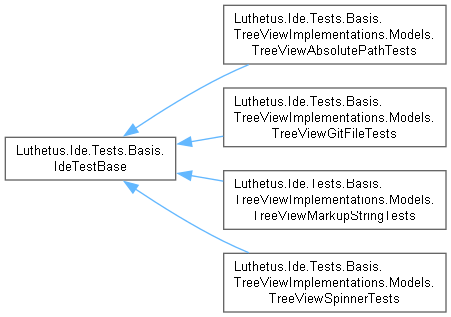 Luthetus.Ide.Tests.Basis.
TreeViewImplementations.Models.
TreeViewAbsolutePathTests
Luthetus.Ide.Tests.Basis.
TreeViewImplementations.Models.
TreeViewGitFileTests
Luthetus.Ide.Tests.Basis.
IdeTestBase
Luthetus.Ide.Tests.Basis.
TreeViewImplementations.Models.
TreeViewMarkupStringTests
Luthetus.Ide.Tests.Basis.
TreeViewImplementations.Models.
TreeViewSpinnerTests